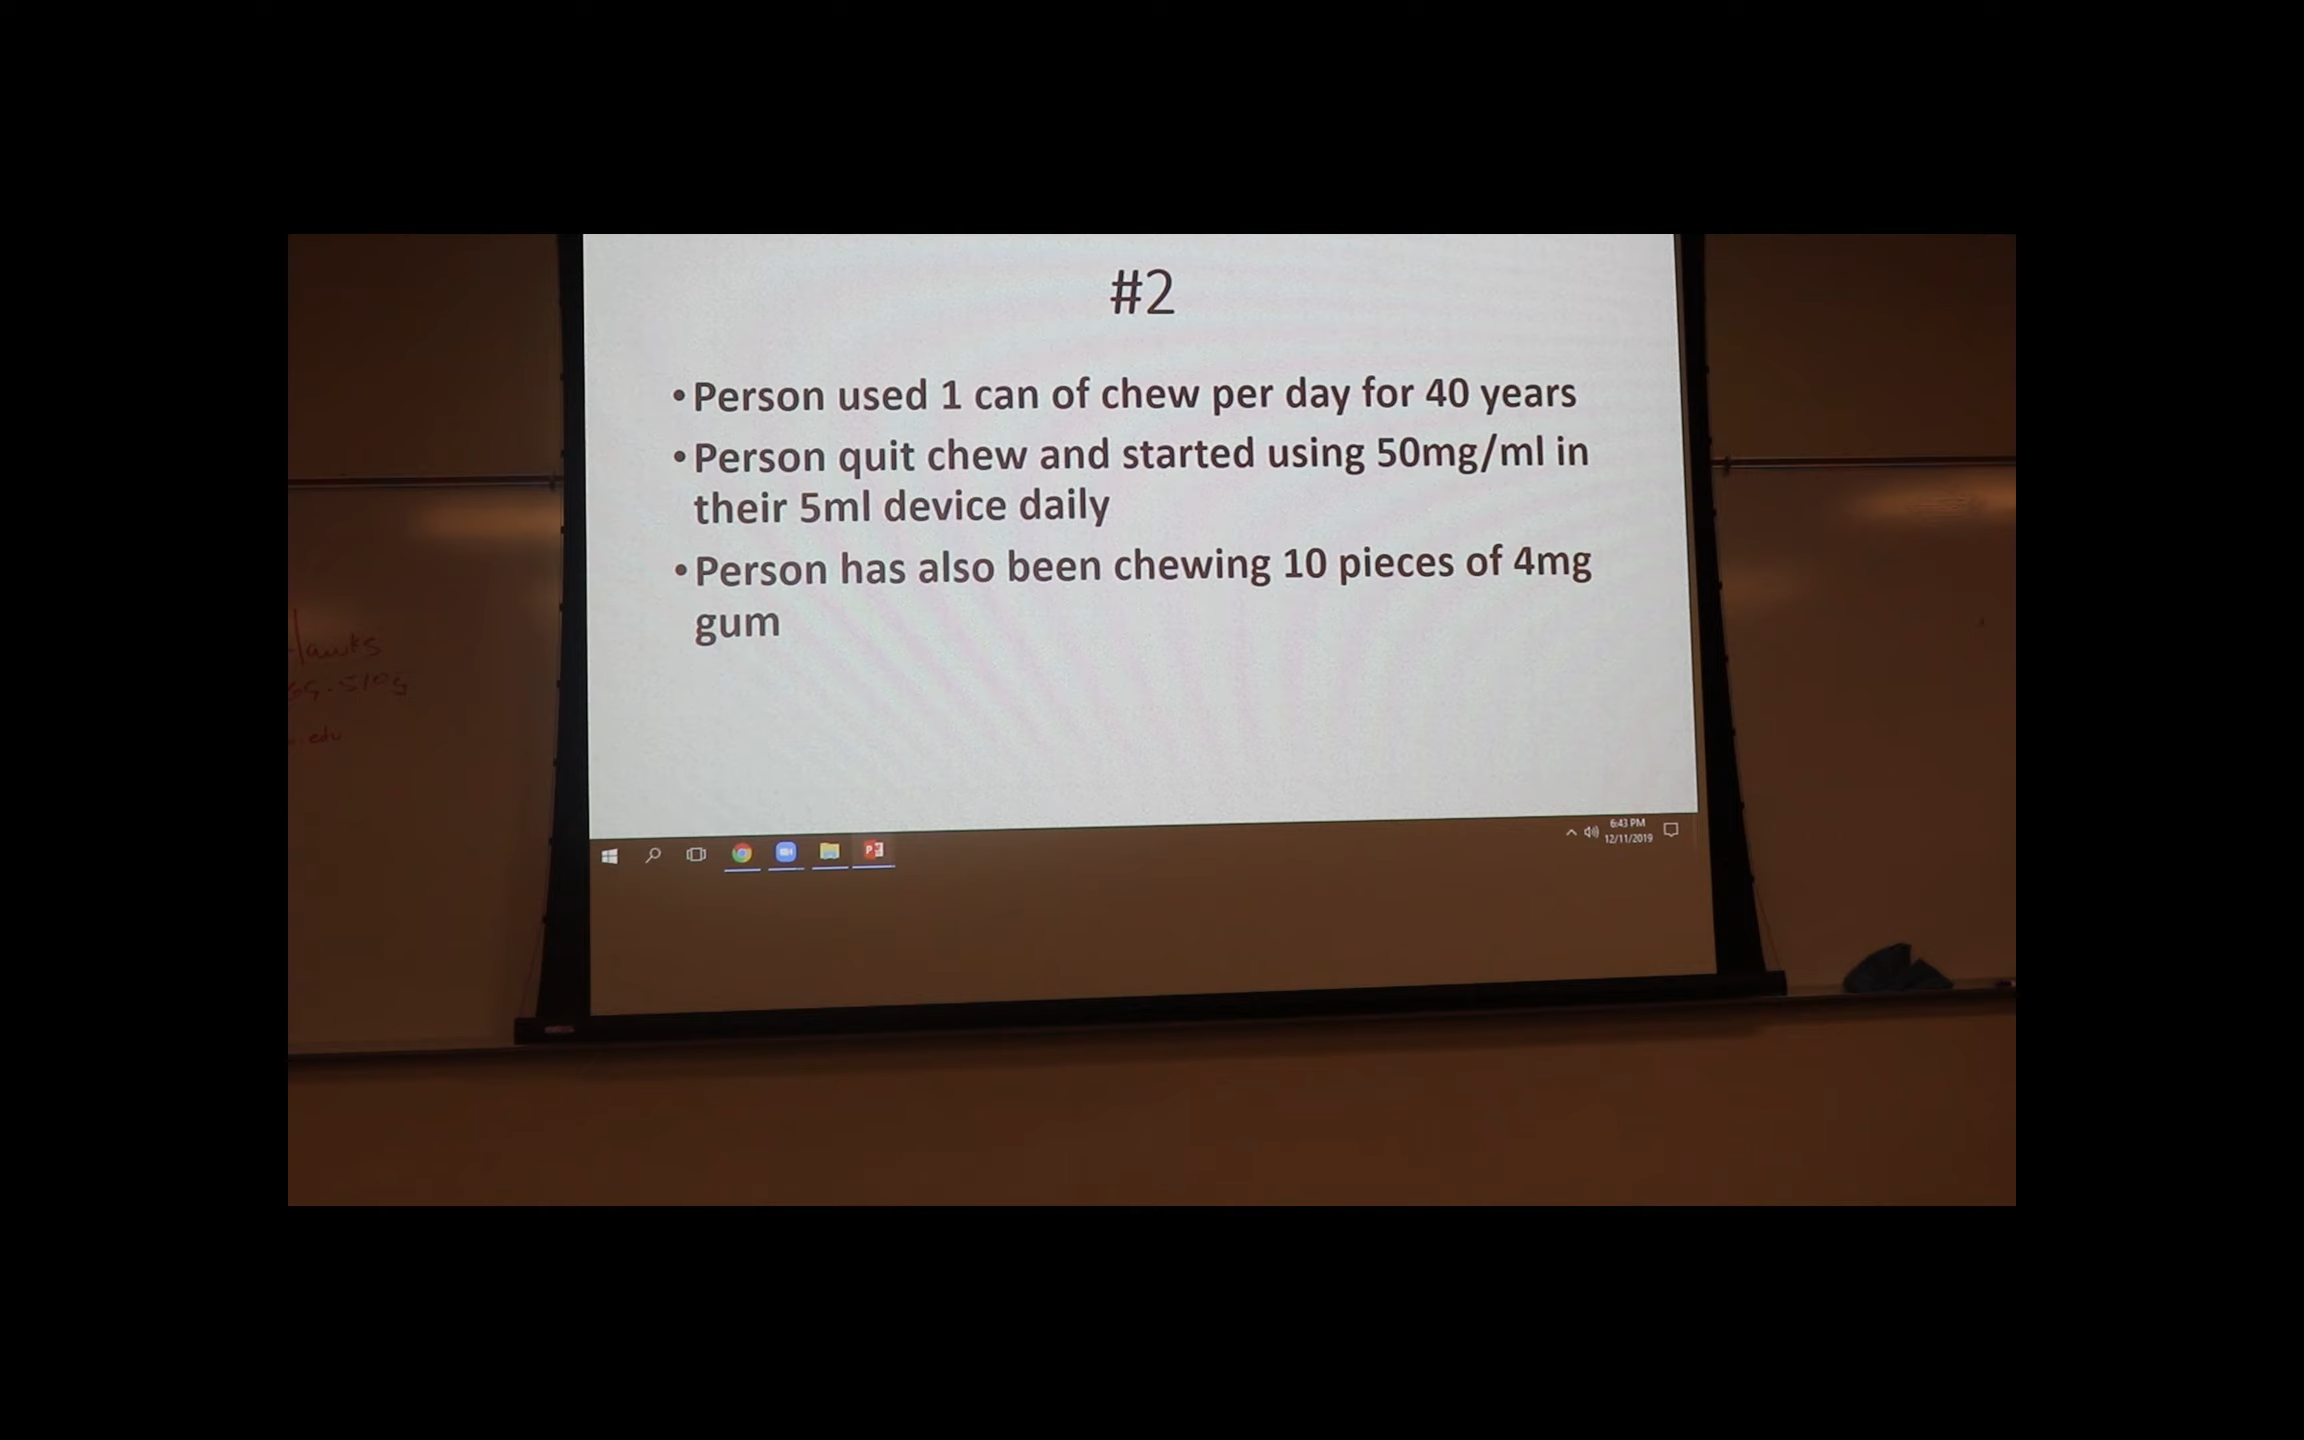 #2
•Person used 1 can of chew per day for 40 years
•Person quit chew and started using 50mg/ml in
their 5ml device daily
•Person has also been chewing 10 pieces of 4mg
gum
6:43 PM
12/11/2019
.edu